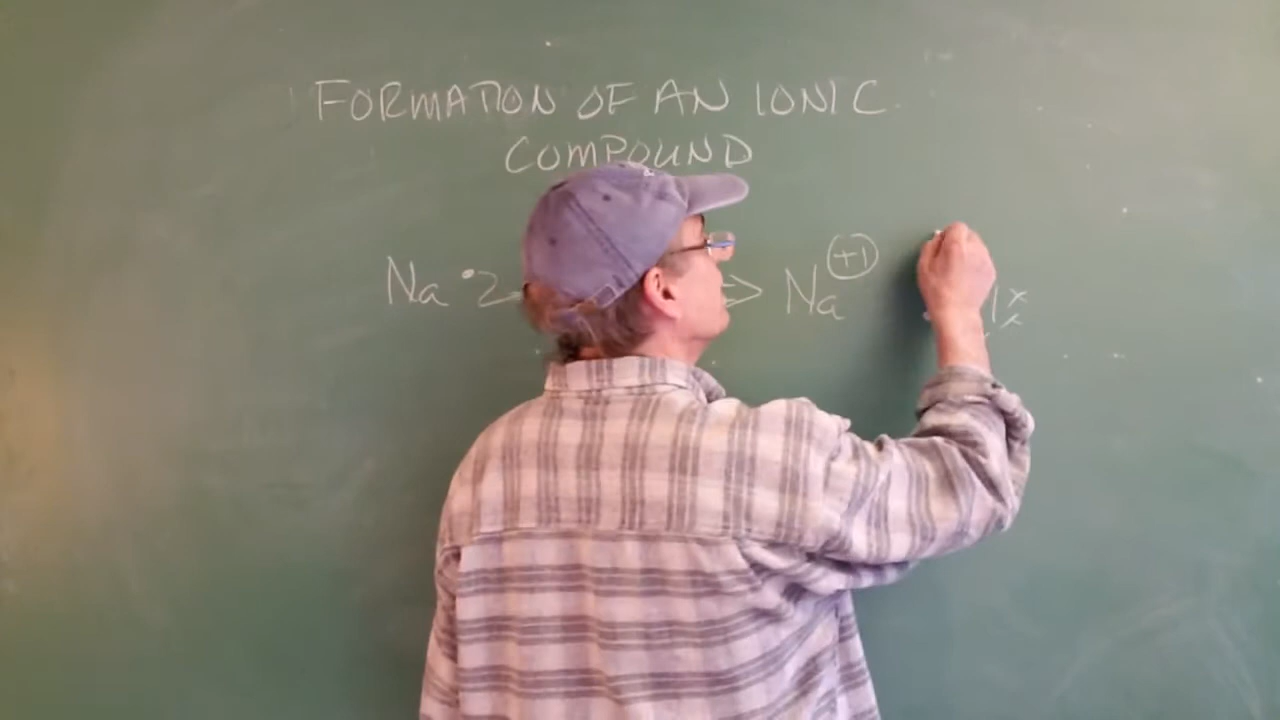 FORMATION OF AN IONIC
COMPOUND
Na • → Na +1